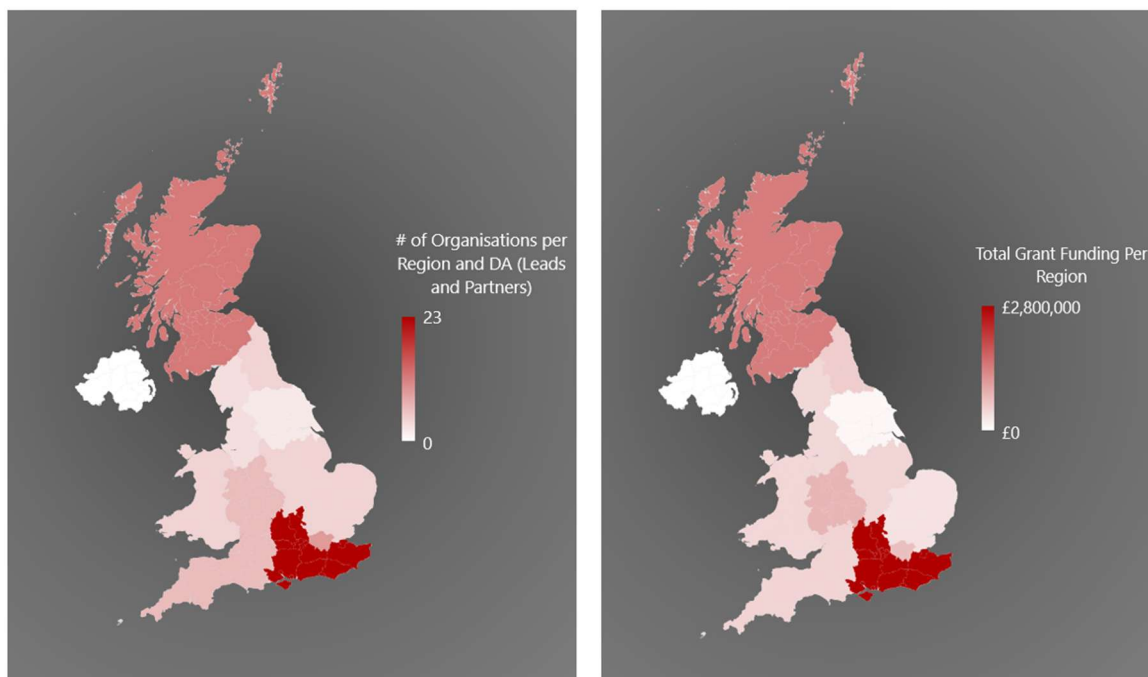 # of Organisations per
Region and DA (Leads
and Partners)
23
0
Total Grant Funding Per
Region
£2,800,000
£0